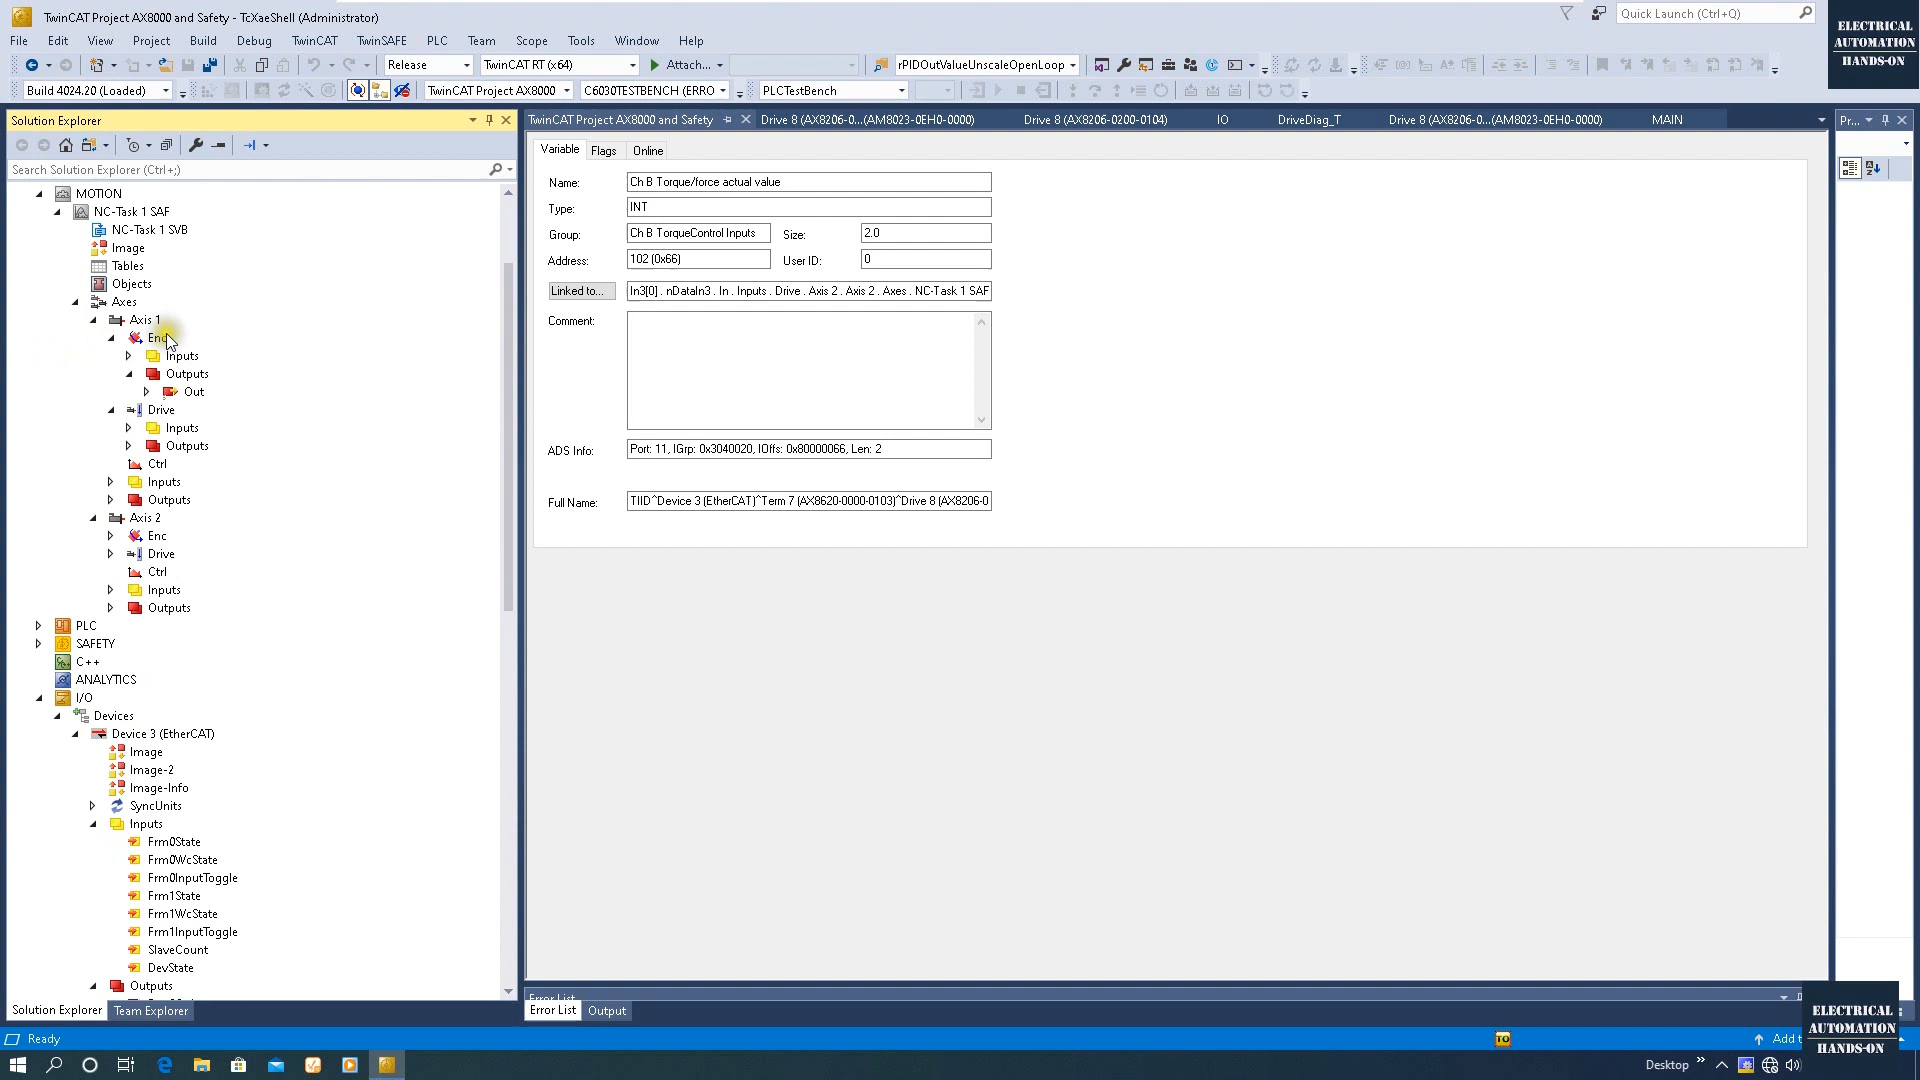 TwinCAT Project AX8000 and Safety - TcXaeShell (Administrator)
Quick Launch (Ctrl+Q)
ELECTRICAL
AUTOMATION
HANDS-ON
File Edit View Project Build Debug TwinCAT TwinSAFE PLC Team Scope Tools Window Help
Release TwinCAT RT (x64) Attach... rPIDOutValueUnscaleOpenLoop
Build 4024.20 (Loaded) TwinCAT Project AX8000 C6030TESTBENCH (ERRO PLCTestBench
Solution Explorer
TwinCAT Project AX8000 and Safety Drive 8 (AX8206-0...(AM8023-0EH0-0000) Drive 8 (AX8206-0200-0104) IO DriveDiag_T Drive 8 (AX8206-0...(AM8023-0EH0-0000) MAIN
Pr...
Search Solution Explorer (Ctrl+;)
MOTION
NC-Task 1 SAF
NC-Task 1 SVB
Image
Tables
Objects
Axes
Axis 1
Enc
Inputs
Outputs
Out
Drive
Inputs
Outputs
Ctrl
Inputs
Outputs
Axis 2
Enc
Drive
Ctrl
Inputs
Outputs
PLC
SAFETY
C++
ANALYTICS
I/O
Devices
Device 3 (EtherCAT)
Image
Image-2
Image-Info
SyncUnits
Inputs
Frm0State
Frm0WcState
Frm0InputToggle
Frm1State
Frm1WcState
Frm1InputToggle
SlaveCount
DevState
Outputs
Solution Explorer Team Explorer
Variable Flags Online
Name: Ch B Torque/force actual value
Type: INT
Group: Ch B TorqueControl Inputs Size: 2.0
Address: 102 (0x66) User ID: 0
Linked to... In3[0] . nDataIn3 . In . Inputs . Drive . Axis 2 . Axis 2 . Axes . NC-Task 1 SAF
Comment:
ADS Info: Port: 11, IGrp: 0x3040020, IOffs: 0x80000066, Len: 2
Full Name: TIID^Device 3 (EtherCAT)^Term 7 (AX8620-0000-0103)^Drive 8 (AX8206-0
Error List
Error List Output
ELECTRICAL
AUTOMATION
HANDS-ON
Ready
TO
Add t
Desktop